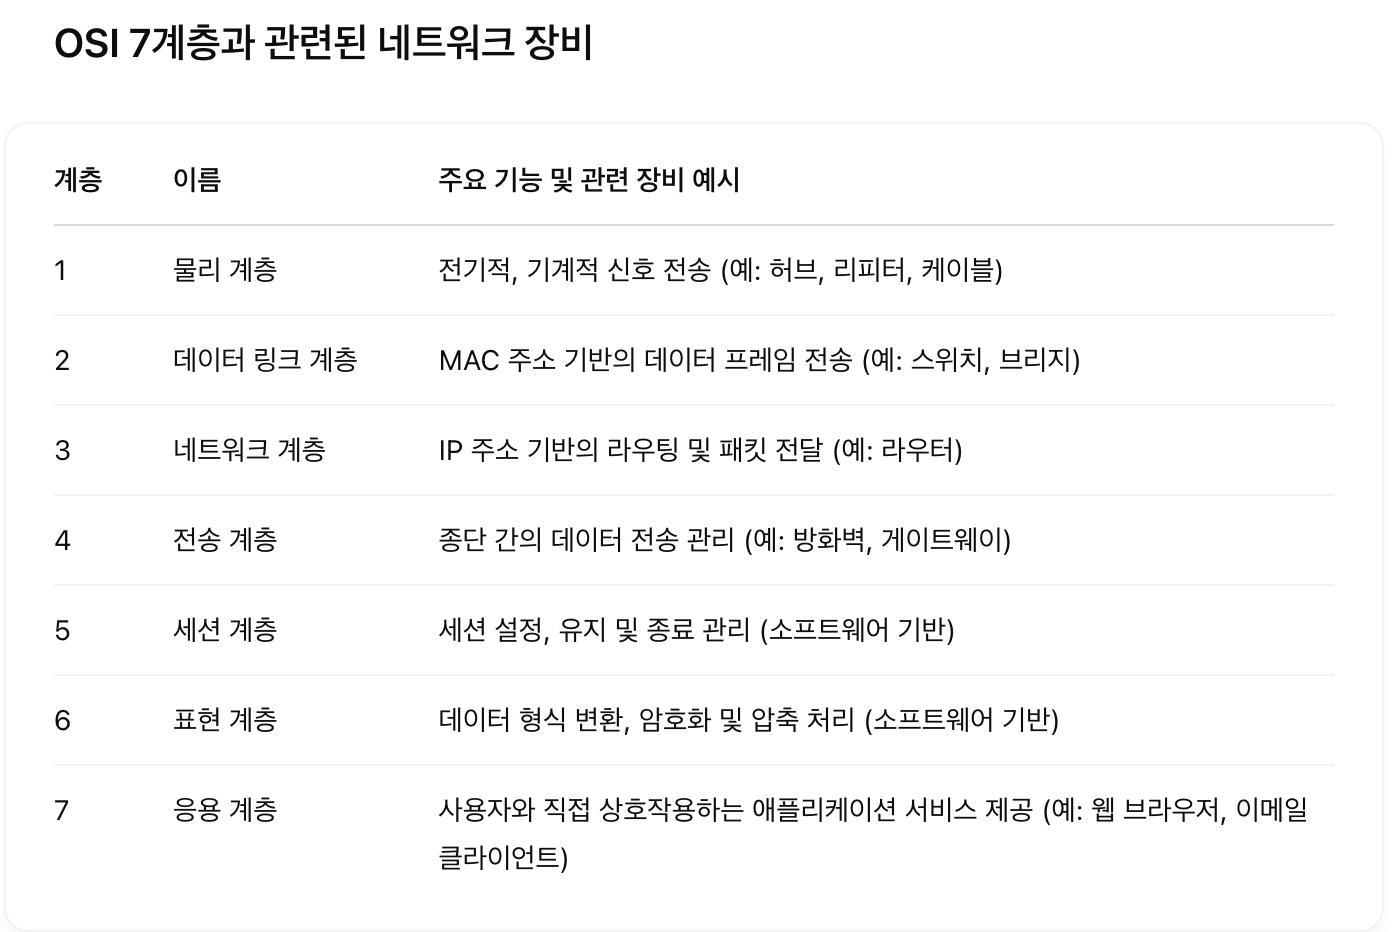 OSI 7계층과 관련된 네트워크 장비
계층 이름 주요 기능 및 관련 장비 예시
1 물리 계층 전기적, 기계적 신호 전송 (예: 허브, 리피터, 케이블)
2 데이터 링크 계층 MAC 주소 기반의 데이터 프레임 전송 (예: 스위치, 브리지)
3 네트워크 계층 IP 주소 기반의 라우팅 및 패킷 전달 (예: 라우터)
4 전송 계층 종단 간의 데이터 전송 관리 (예: 방화벽, 게이트웨이)
5 세션 계층 세션 설정, 유지 및 종료 관리 (소프트웨어 기반)
6 표현 계층 데이터 형식 변환, 암호화 및 압축 처리 (소프트웨어 기반)
7 응용 계층 사용자와 직접 상호작용하는 애플리케이션 서비스 제공 (예: 웹 브라우저, 이메일
클라이언트)